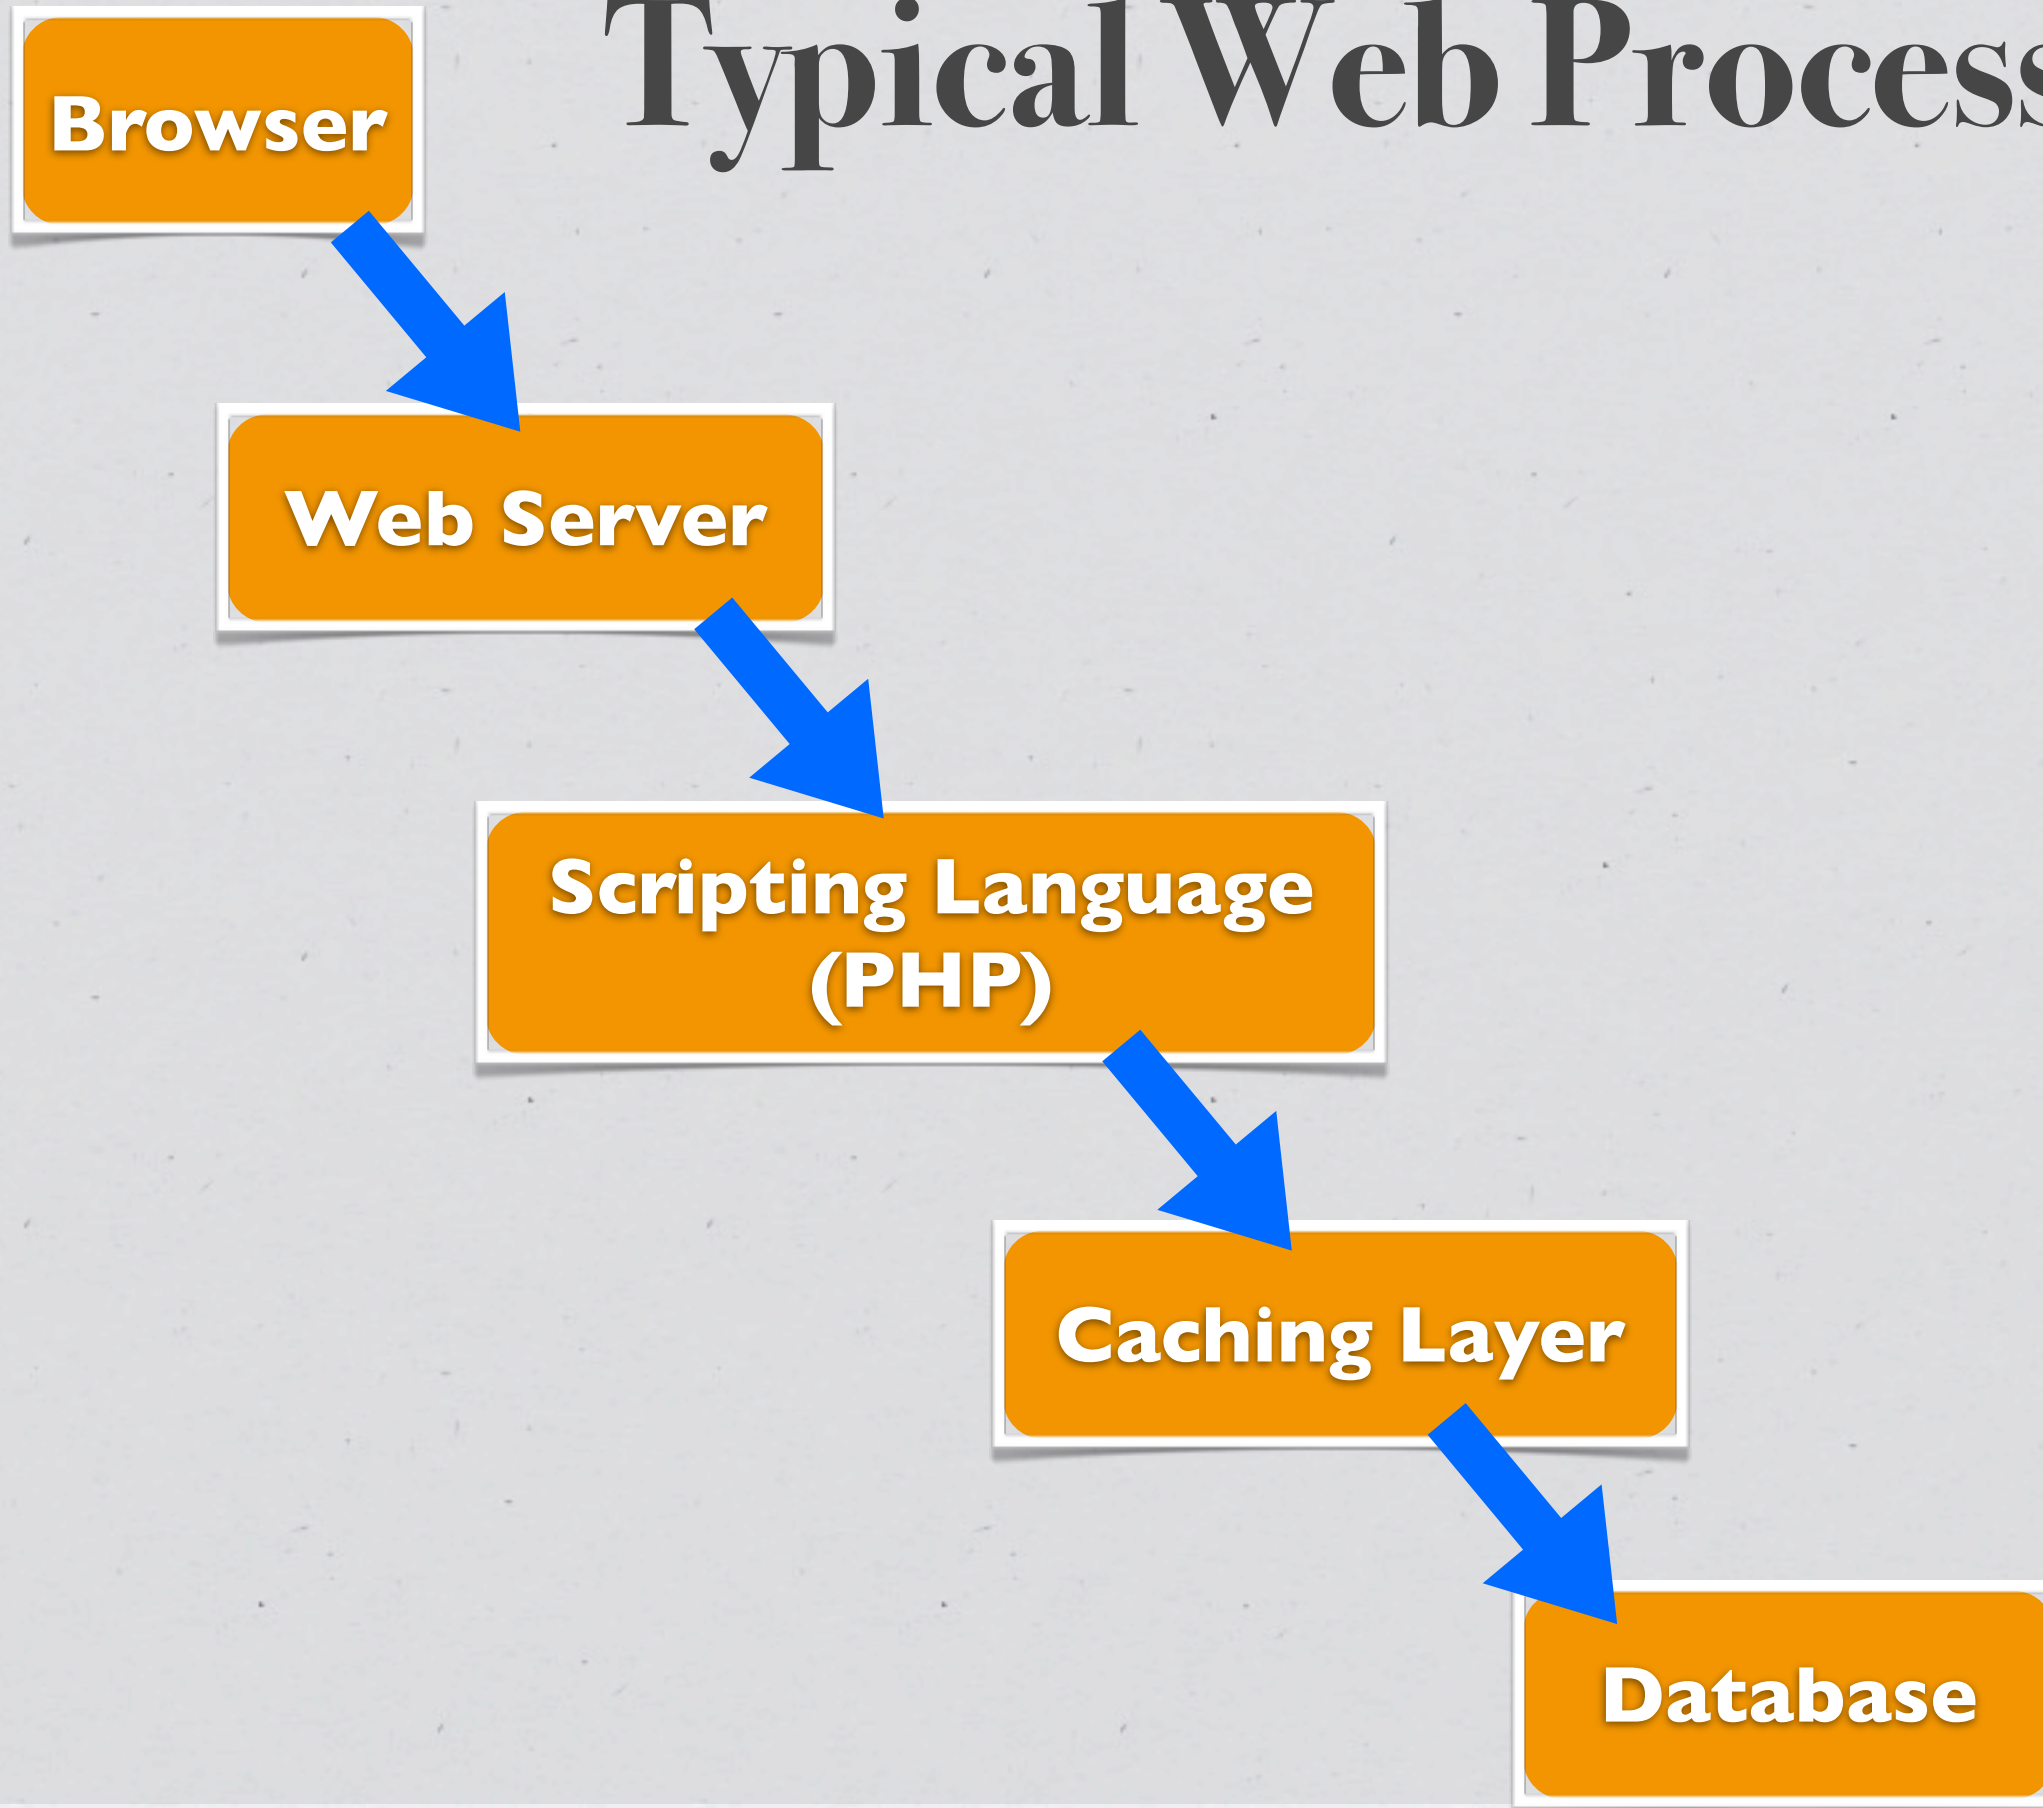 Typical Web Process
Browser
Web Server
Scripting Language
(PHP)
Caching Layer
Database